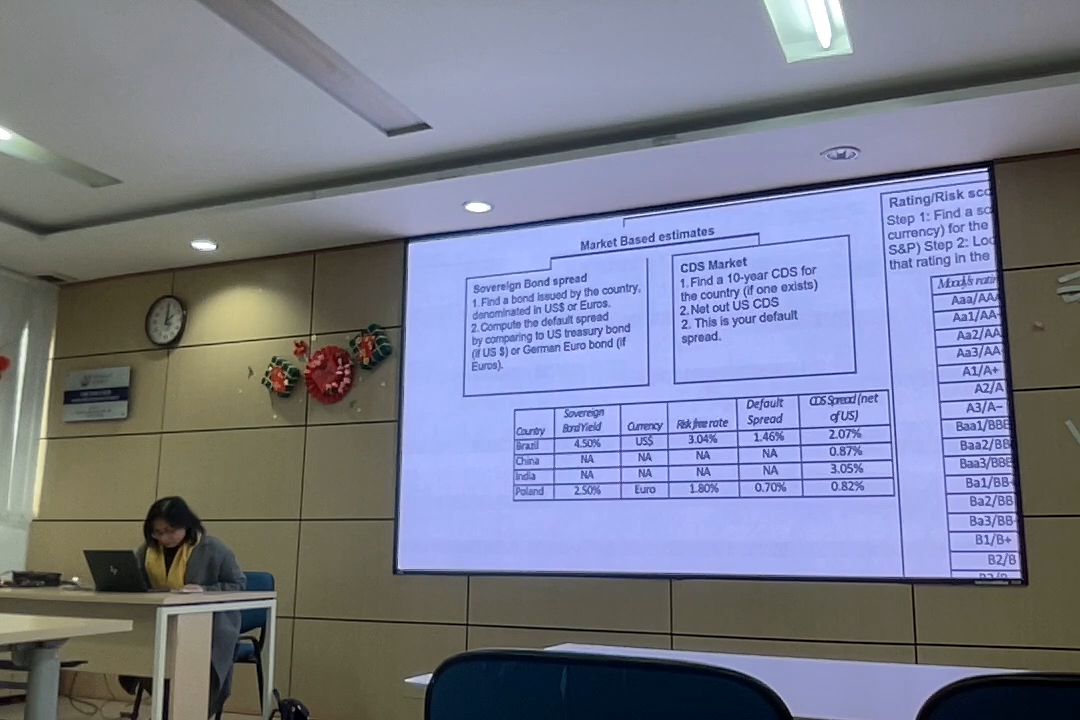 Market Based estimates
Sovereign Bond spread
1. Find a bond issued by the country,
denominated in US$ or Euros.
2. Compute the default spread
by comparing to US treasury bond
(if US $) or German Euro bond (if
Euros).
CDS Market
1. Find a 10-year CDS for
the country (if one exists)
2. Net out US CDS
2. This is your default
spread.
Country Sovereign Bond Yield Currency Risk free rate Default Spread CDS Spread (net of US)
Brazil 4.50% US$ 3.04% 1.46% 2.07%
China NA NA NA NA 0.87%
India NA NA NA NA 3.05%
Poland 2.50% Euro 1.80% 0.70% 0.82%
Rating/Risk sco
Step 1: Find a so
currency) for the
S&P) Step 2: Loo
that rating in the
Moody's ratin
Aaa/AAA
Aa1/AA
Aa2/AA
Aa3/AA
A1/A+
A2/A
A3/A–
Baa1/BBB
Baa2/BB
Baa3/BBB
Ba1/BB
Ba2/BB
Ba3/BB
B1/B+
B2/B